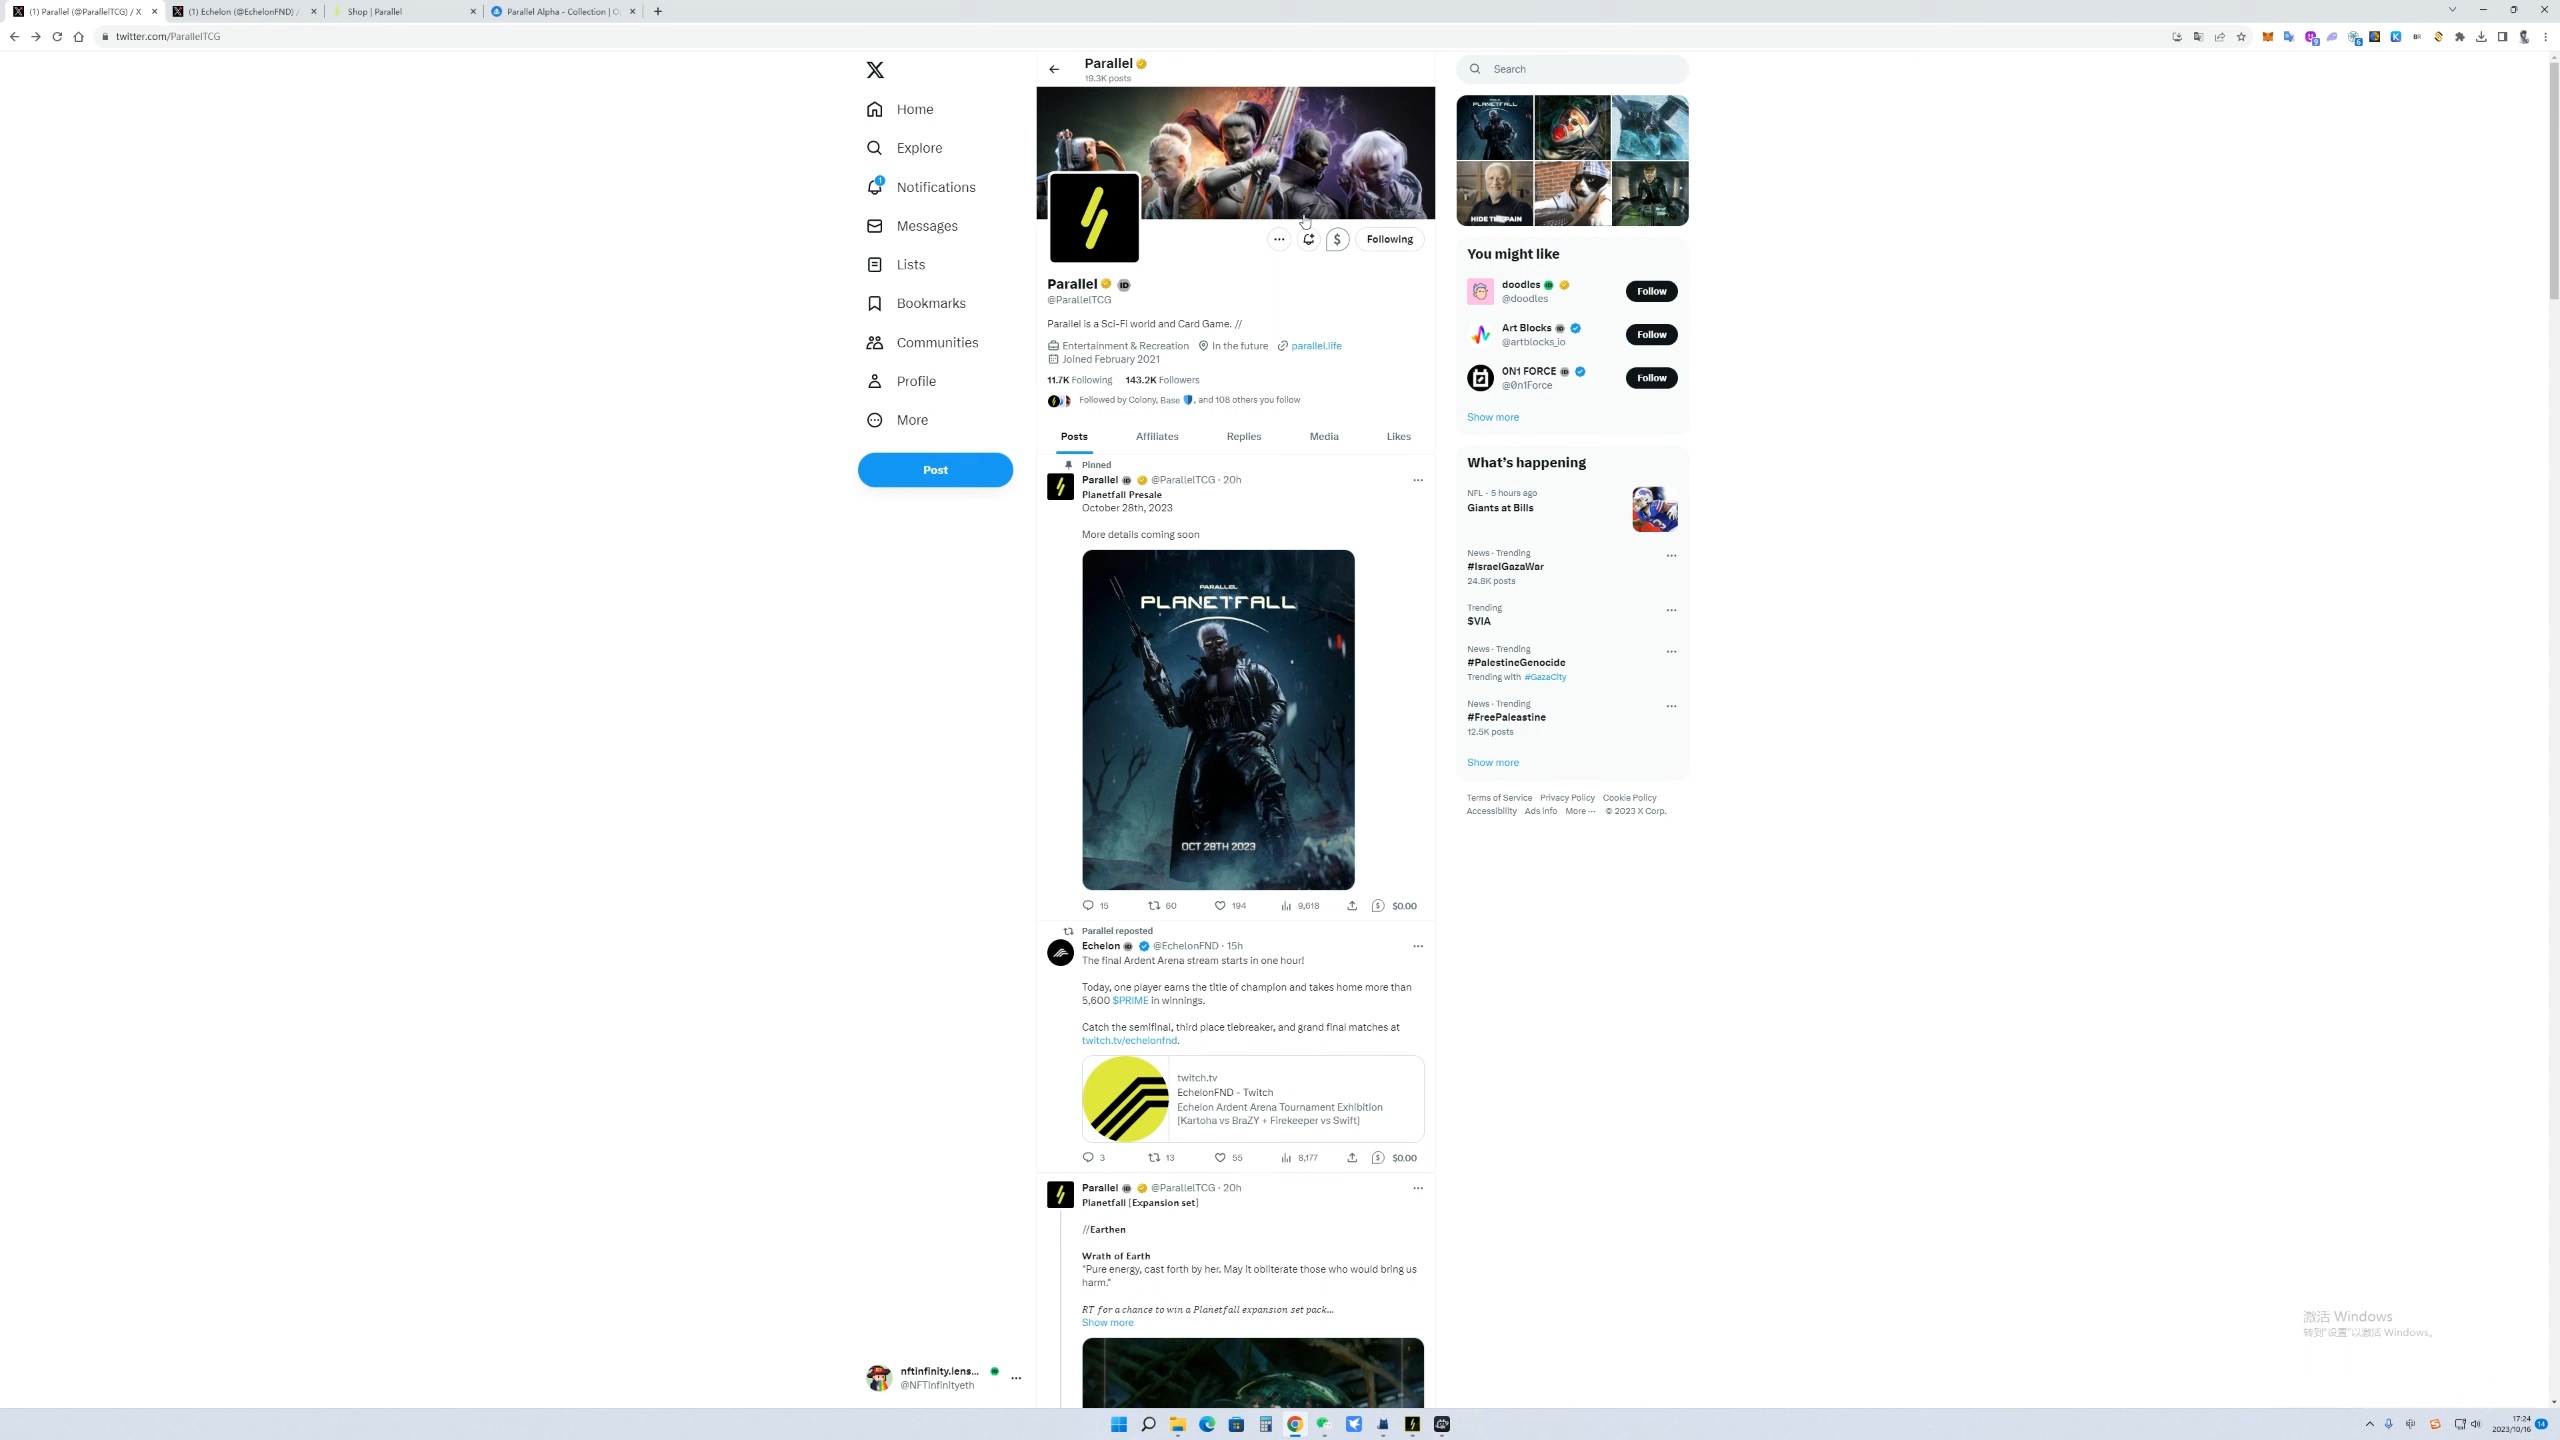 (1) Parallel (@ParallelTCG) / X
(1) Echelon (@EchelonFND) /
Shop | Parallel
Parallel Alpha - Collection | O
twitter.com/ParallelTCG
Parallel
19.3K posts
Home
Explore
1
Notifications
Messages
Lists
Bookmarks
Communities
Profile
More
Post
Following
Parallel
@ParallelTCG
Parallel is a Sci-Fi world and Card Game. //
Entertainment & Recreation In the future parallel.life
Joined February 2021
11.7K Following 143.2K Followers
Followed by Colony, Base, and 108 others you follow
Posts Affiliates Replies Media Likes
Pinned
Parallel @ParallelTCG · 20h
Planetfall Presale
October 28th, 2023
More details coming soon
PARALLEL
PLANETFALL
OCT 28TH 2023
15 60 194 9,618 $0.00
Parallel reposted
Echelon @EchelonFND · 15h
The final Ardent Arena stream starts in one hour!
Today, one player earns the title of champion and takes home more than
5,600 $PRIME in winnings.
Catch the semifinal, third place tiebreaker, and grand final matches at
twitch.tv/echelonfnd.
twitch.tv
EchelonFND - Twitch
Echelon Ardent Arena Tournament Exhibition
[Kartoha vs BraZY + Firekeeper vs Swift]
3 13 55 8,177 $0.00
Parallel @ParallelTCG · 20h
Planetfall [Expansion set]
//Earthen
Wrath of Earth
"Pure energy, cast forth by her. May it obliterate those who would bring us
harm."
RT for a chance to win a Planetfall expansion set pack...
Show more
Search
PLANETFALL
HIDE THE PAIN
You might like
doodles
@doodles
Follow
Art Blocks
@artblocks_io
Follow
0N1 FORCE
@0n1Force
Follow
Show more
What's happening
NFL · 5 hours ago
Giants at Bills
News · Trending
#IsraelGazaWar
24.8K posts
Trending
$VIA
News · Trending
#PalestineGenocide
Trending with #GazaCity
News · Trending
#FreePaleastine
12.5K posts
Show more
Terms of Service Privacy Policy Cookie Policy
Accessibility Ads info More ··· © 2023 X Corp.
nftinfinity.lens...
@NFTinfinityeth
激活 Windows
转到"设置"以激活 Windows。
中
17:24
2023/10/16
14